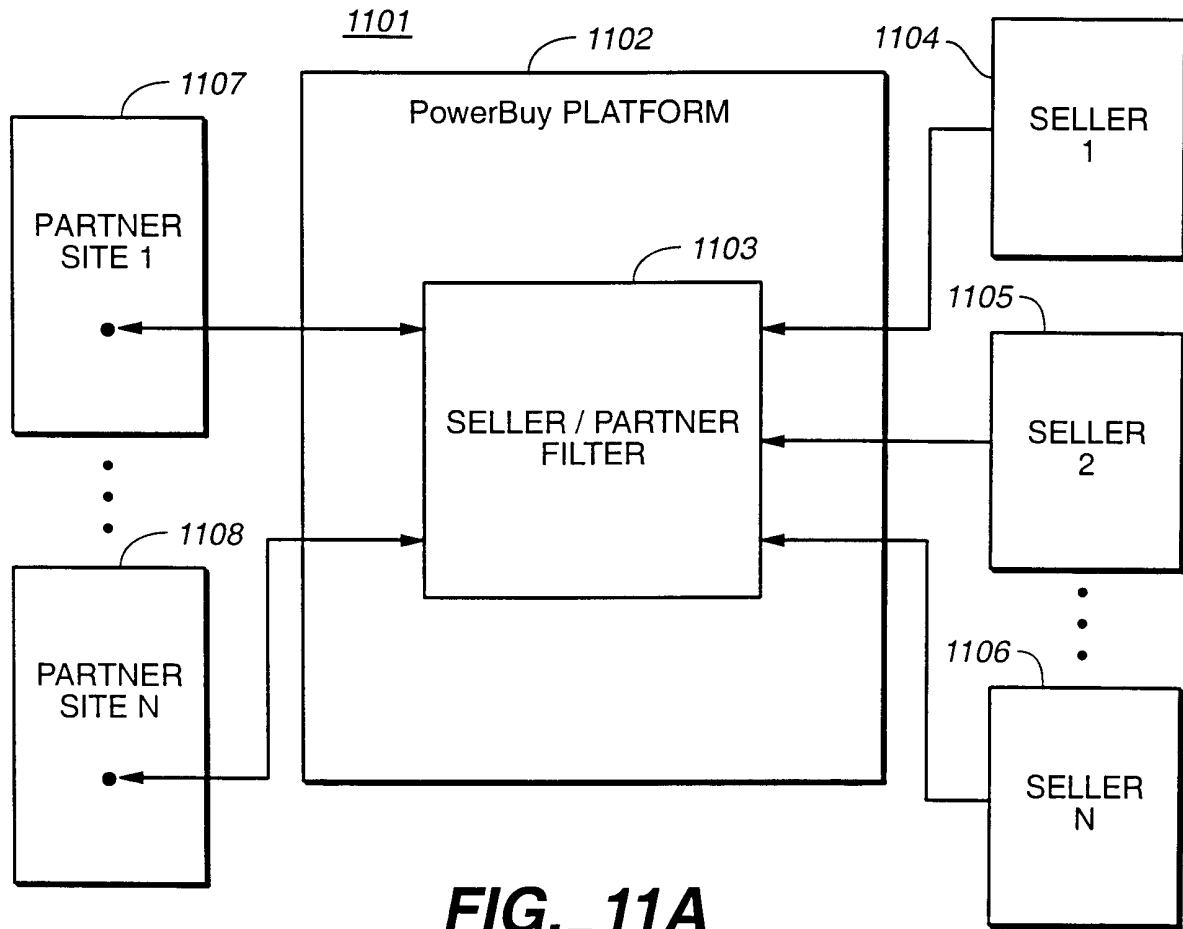 1101
1102
1104
1107
PowerBuy PLATFORM
SELLER
1
PARTNER
SITE 1
1103
1105
SELLER / PARTNER
FILTER
SELLER
2
1108
1106
PARTNER
SITE N
SELLER
N
FIG._11A